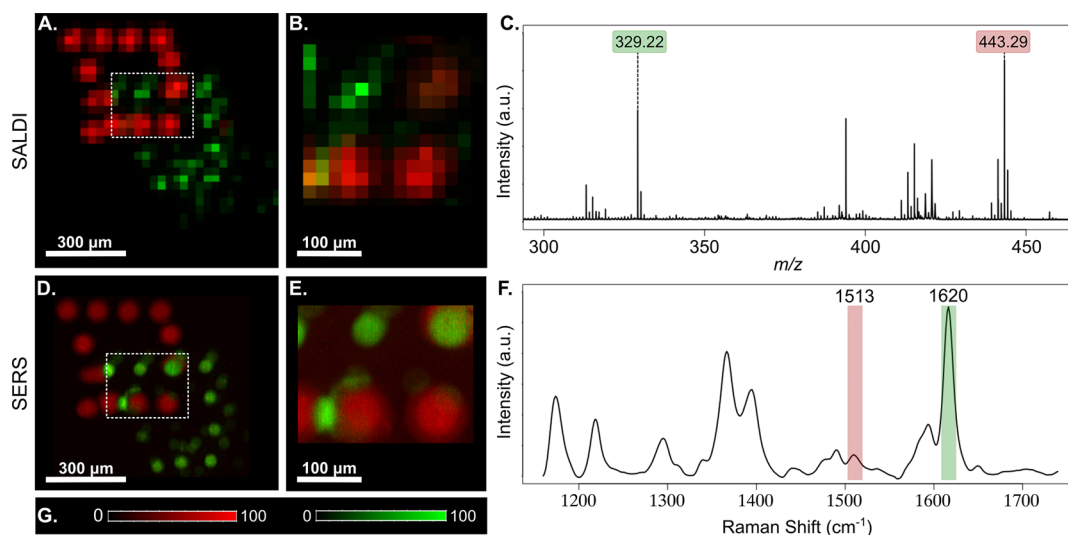 A.
B.
C.
SALDI
300 µm
100 µm
329.22
443.29
Intensity (a.u.)
300
350
400
450
m/z
D.
E.
F.
SERS
300 µm
100 µm
1513
1620
Intensity (a.u.)
1200
1300
1400
1500
1600
1700
Raman Shift (cm⁻¹)
G.
0
100
0
100